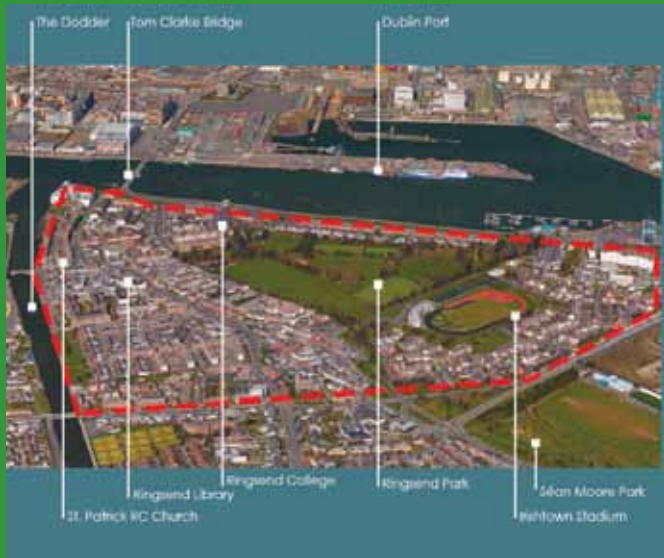 The Dodder
Tom Clarke Bridge
Dublin Port
Ringsend College
Ringsend Park
Séan Moore Park
Ringsend Library
St. Patrick RC Church
Irishtown Stadium